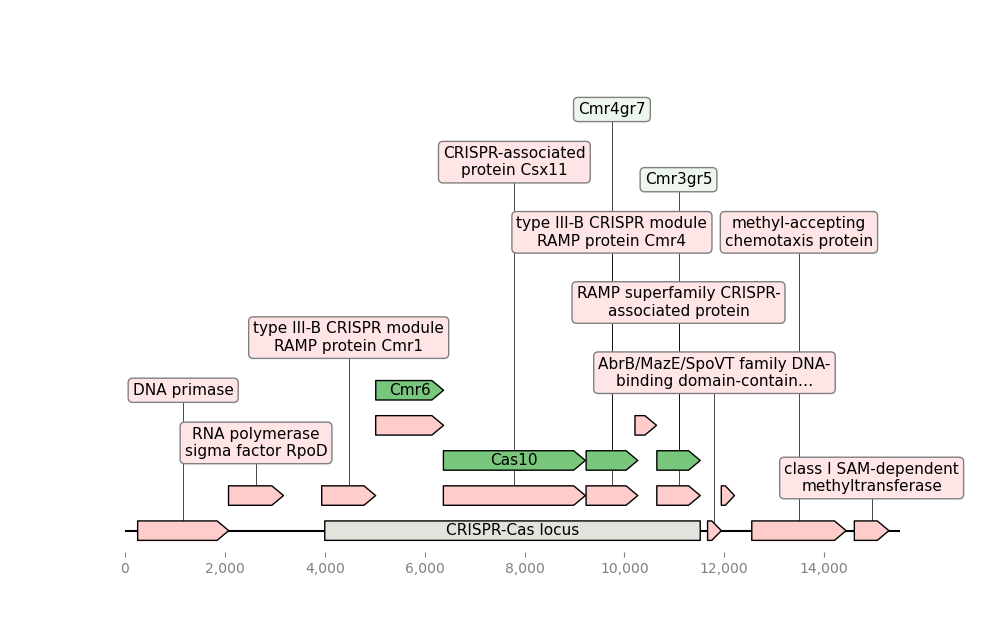 Cmr4gr7
CRISPR-associated
protein Csx11
Cmr3gr5
type III-B CRISPR module
RAMP protein Cmr4
methyl-accepting
chemotaxis protein
RAMP superfamily CRISPR-
associated protein
type III-B CRISPR module
RAMP protein Cmr1
AbrB/MazE/SpoVT family DNA-
binding domain-contain...
DNA primase
Cmr6
RNA polymerase
sigma factor RpoD
Cas10
class I SAM-dependent
methyltransferase
CRISPR-Cas locus
0 2,000 4,000 6,000 8,000 10,000 12,000 14,000